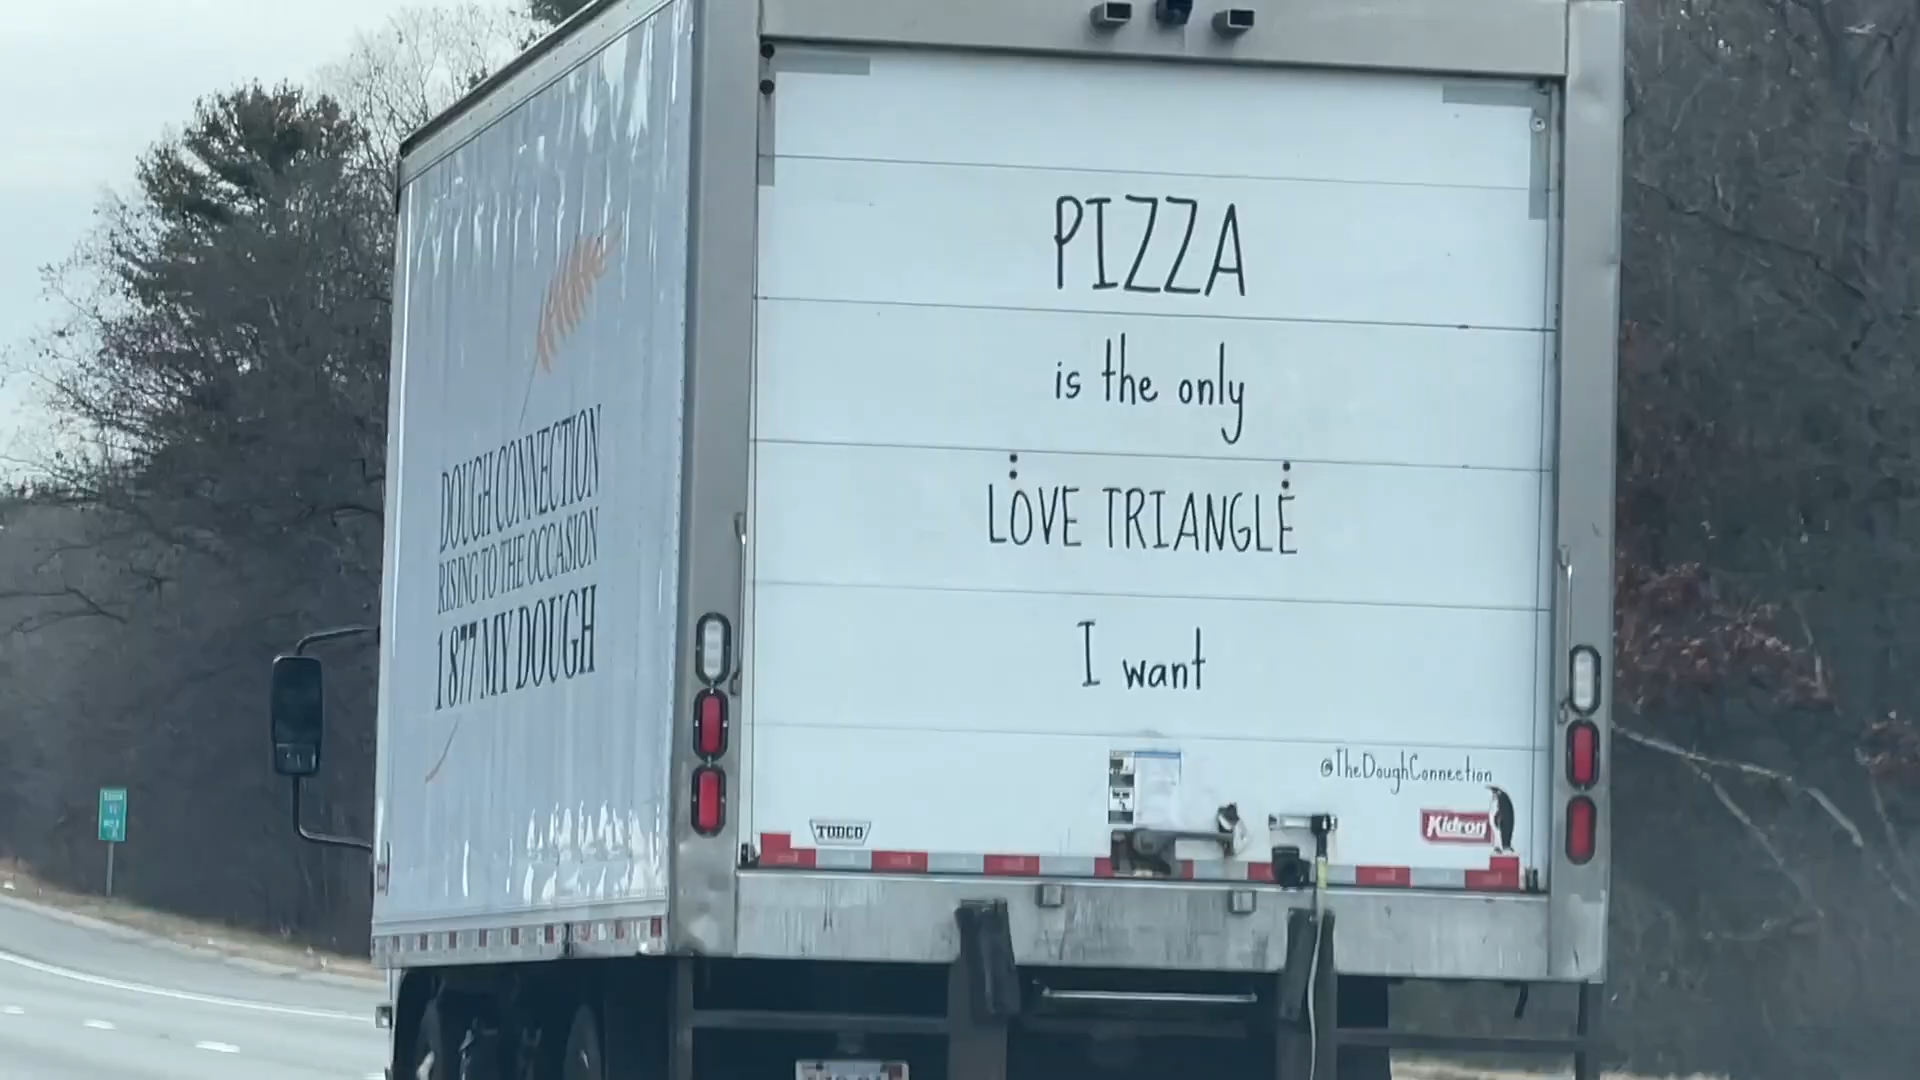 PIZZA
is the only
LOVE TRIANGLE
I want
@TheDoughConnection
Kidron
TODCO
DOUGH CONNECTION
RISING TO THE OCCASION
1 877 MY DOUGH